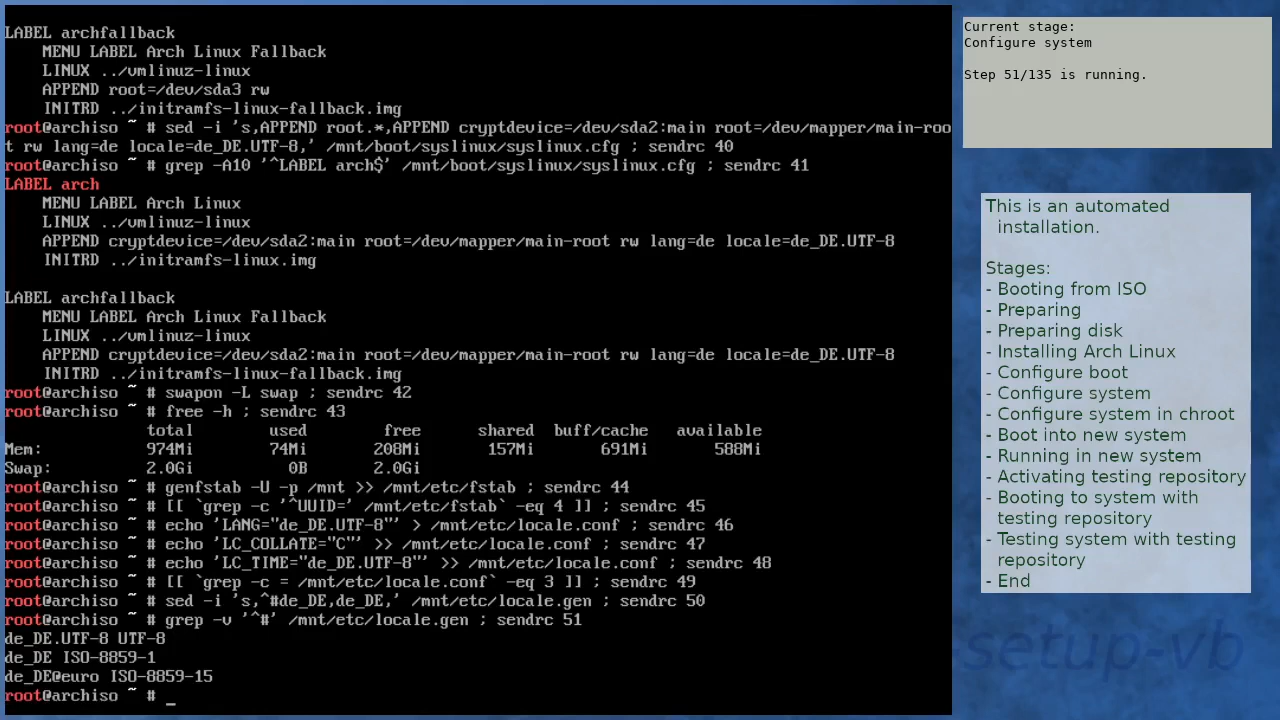 LABEL archfallback
MENU LABEL Arch Linux Fallback
LINUX ../vmlinuz-linux
APPEND root=/dev/sda3 rw
INITRD ../initramfs-linux-fallback.img
root@archiso ~ # sed -i 's,APPEND root.*,APPEND cryptdevice=/dev/sda2:main root=/dev/mapper/main-roo
t rw lang=de locale=de_DE.UTF-8,' /mnt/boot/syslinux/syslinux.cfg ; sendrc 40
root@archiso ~ # grep -A10 '^LABEL arch$' /mnt/boot/syslinux/syslinux.cfg ; sendrc 41
LABEL arch
MENU LABEL Arch Linux
LINUX ../vmlinuz-linux
APPEND cryptdevice=/dev/sda2:main root=/dev/mapper/main-root rw lang=de locale=de_DE.UTF-8
INITRD ../initramfs-linux.img
LABEL archfallback
MENU LABEL Arch Linux Fallback
LINUX ../vmlinuz-linux
APPEND cryptdevice=/dev/sda2:main root=/dev/mapper/main-root rw lang=de locale=de_DE.UTF-8
INITRD ../initramfs-linux-fallback.img
root@archiso ~ # swapon -L swap ; sendrc 42
root@archiso ~ # free -h ; sendrc 43
total used free shared buff/cache available
Mem: 974Mi 74Mi 208Mi 157Mi 691Mi 588Mi
Swap: 2.0Gi 0B 2.0Gi
root@archiso ~ # genfstab -U -p /mnt >> /mnt/etc/fstab ; sendrc 44
root@archiso ~ # [[ `grep -c '^UUID=' /mnt/etc/fstab` -eq 4 ]] ; sendrc 45
root@archiso ~ # echo 'LANG="de_DE.UTF-8"' > /mnt/etc/locale.conf ; sendrc 46
root@archiso ~ # echo 'LC_COLLATE="C"' >> /mnt/etc/locale.conf ; sendrc 47
root@archiso ~ # echo 'LC_TIME="de_DE.UTF-8"' >> /mnt/etc/locale.conf ; sendrc 48
root@archiso ~ # [[ `grep -c = /mnt/etc/locale.conf` -eq 3 ]] ; sendrc 49
root@archiso ~ # sed -i 's,^#de_DE,de_DE,' /mnt/etc/locale.gen ; sendrc 50
root@archiso ~ # grep -v '^#' /mnt/etc/locale.gen ; sendrc 51
de_DE.UTF-8 UTF-8
de_DE ISO-8859-1
de_DE@euro ISO-8859-15
root@archiso ~ # _
Current stage:
Configure system
Step 51/135 is running.
This is an automated
installation.
Stages:
- Booting from ISO
- Preparing
- Preparing disk
- Installing Arch Linux
- Configure boot
- Configure system
- Configure system in chroot
- Boot into new system
- Running in new system
- Activating testing repository
- Booting to system with
testing repository
- Testing system with testing
repository
- End
setup-vb